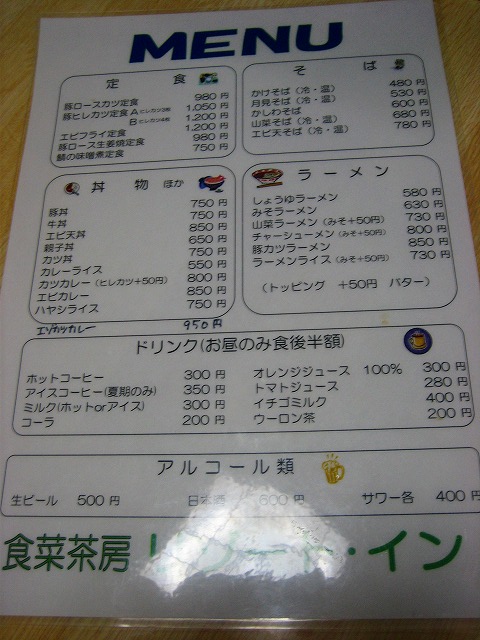 MENU
定 食
豚ロースカツ定食 980円
豚ヒレカツ定食 A ヒレカツ3枚 1,050円
B ヒレカツ4枚 1,200円
エビフライ定食 1,200円
豚ロース生姜焼定食 980円
鯖の味噌煮定食 750円
そ ば
かけそば（冷・温） 480円
月見そば（冷・温） 530円
かしわそば 600円
山菜そば（冷・温） 680円
エビ天そば（冷・温） 780円
丼 物 ほか
豚丼 750円
牛丼 750円
エビ天丼 850円
親子丼 650円
カツ丼 750円
カレーライス 550円
カツカレー（ヒレカツ+50円） 800円
エビカレー 850円
ハヤシライス 750円
エゾカツカレー 950円
ラーメン
しょうゆラーメン 580円
みそラーメン 630円
山菜ラーメン（みそ+50円） 730円
チャーシューメン（みそ+50円） 800円
豚カツラーメン 850円
ラーメンライス（みそ+50円） 730円
（トッピング +50円 バター）
ドリンク(お昼のみ食後半額)
ホットコーヒー 300円
アイスコーヒー(夏期のみ) 350円
ミルク(ホットorアイス) 300円
コーラ 200円
オレンジジュース 100% 300円
トマトジュース 280円
イチゴミルク 400円
ウーロン茶 200円
アルコール類
生ビール 500円 日本酒 600円 サワー各 400円
食菜茶房 ・イン